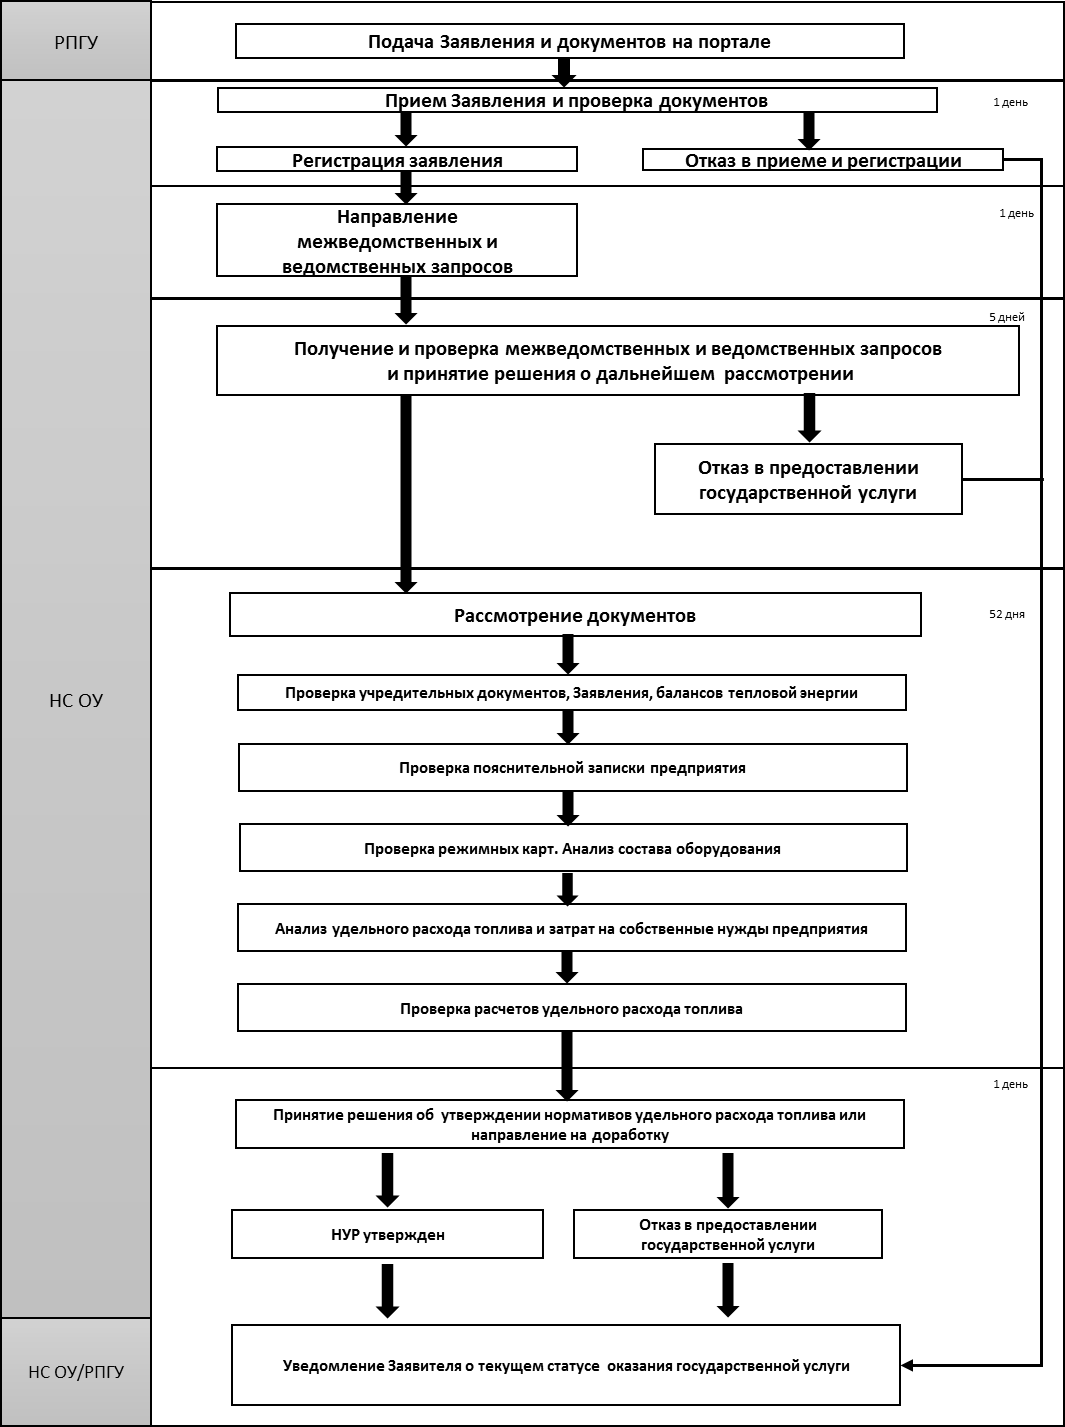 РПГУ
Подача Заявления и документов на портале
Прием Заявления и проверка документов
1 день
Регистрация заявления
Отказ в приеме и регистрации
Направление
межведомственных и
ведомственных запросов
1 день
5 дней
Получение и проверка межведомственных и ведомственных запросов
и принятие решения о дальнейшем рассмотрении
Отказ в предоставлении
государственной услуги
Рассмотрение документов
52 дня
НС ОУ
Проверка учредительных документов, Заявления, балансов тепловой энергии
Проверка пояснительной записки предприятия
Проверка режимных карт. Анализ состава оборудования
Анализ удельного расхода топлива и затрат на собственные нужды предприятия
Проверка расчетов удельного расхода топлива
1 день
Принятие решения об утверждении нормативов удельного расхода топлива или
направление на доработку
НУР утвержден
Отказ в предоставлении
государственной услуги
НС ОУ/РПГУ
Уведомление Заявителя о текущем статусе оказания государственной услуги